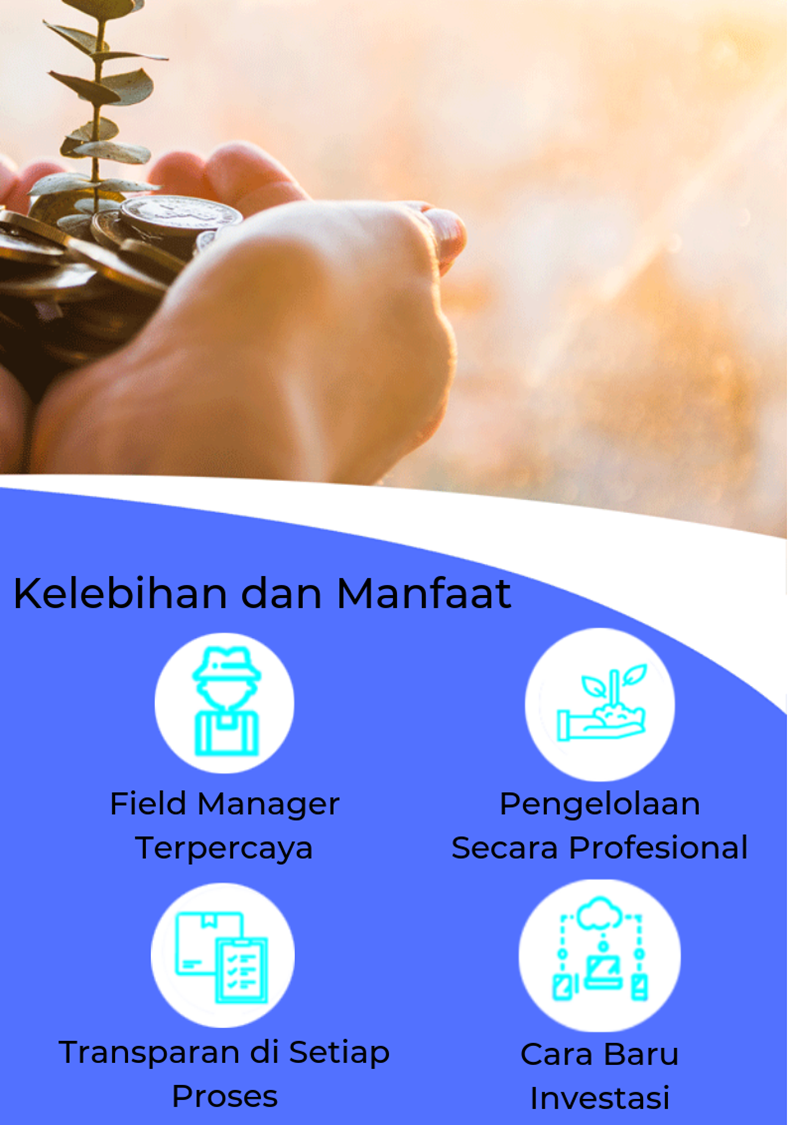 Kelebihan dan Manfaat
Field Manager
Terpercaya
Pengelolaan
Secara Profesional
Transparan di Setiap
Proses
Cara Baru
Investasi